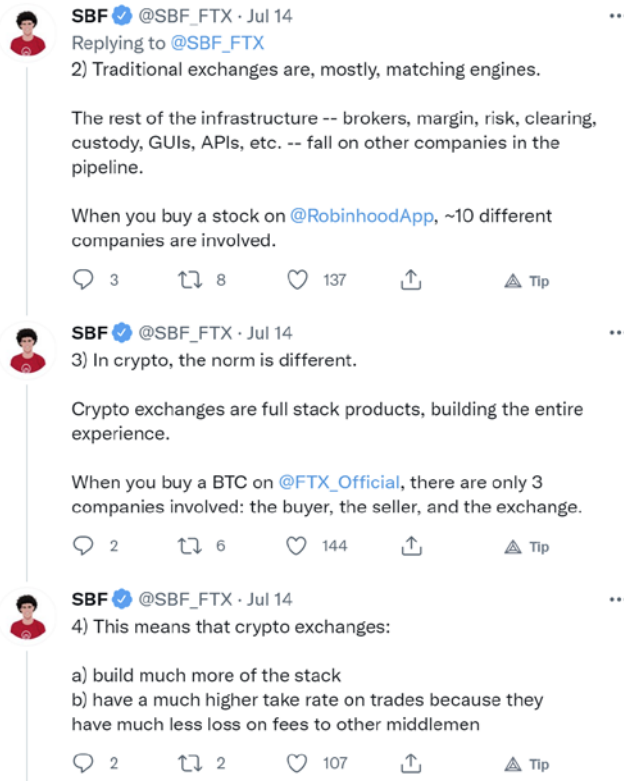 SBF @SBF_FTX · Jul 14
Replying to @SBF_FTX
2) Traditional exchanges are, mostly, matching engines.
The rest of the infrastructure -- brokers, margin, risk, clearing,
custody, GUIs, APIs, etc. -- fall on other companies in the
pipeline.
When you buy a stock on @RobinhoodApp, ~10 different
companies are involved.
3 8 137 Tip
SBF @SBF_FTX · Jul 14
3) In crypto, the norm is different.
Crypto exchanges are full stack products, building the entire
experience.
When you buy a BTC on @FTX_Official, there are only 3
companies involved: the buyer, the seller, and the exchange.
2 6 144 Tip
SBF @SBF_FTX · Jul 14
4) This means that crypto exchanges:
a) build much more of the stack
b) have a much higher take rate on trades because they
have much less loss on fees to other middlemen
2 2 107 Tip